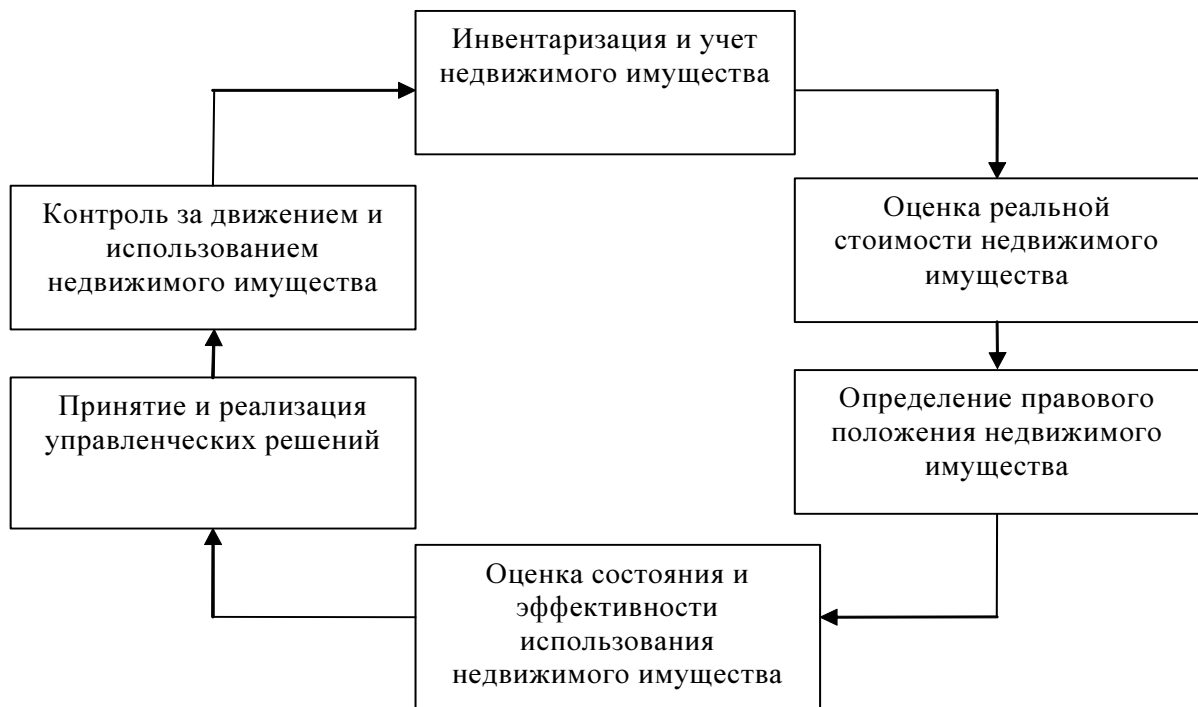 Инвентаризация и учет
недвижимого имущества
Контроль за движением и
использованием
недвижимого имущества
Оценка реальной
стоимости недвижимого
имущества
Принятие и реализация
управленческих решений
Определение правового
положения недвижимого
имущества
Оценка состояния и
эффективности
использования
недвижимого имущества